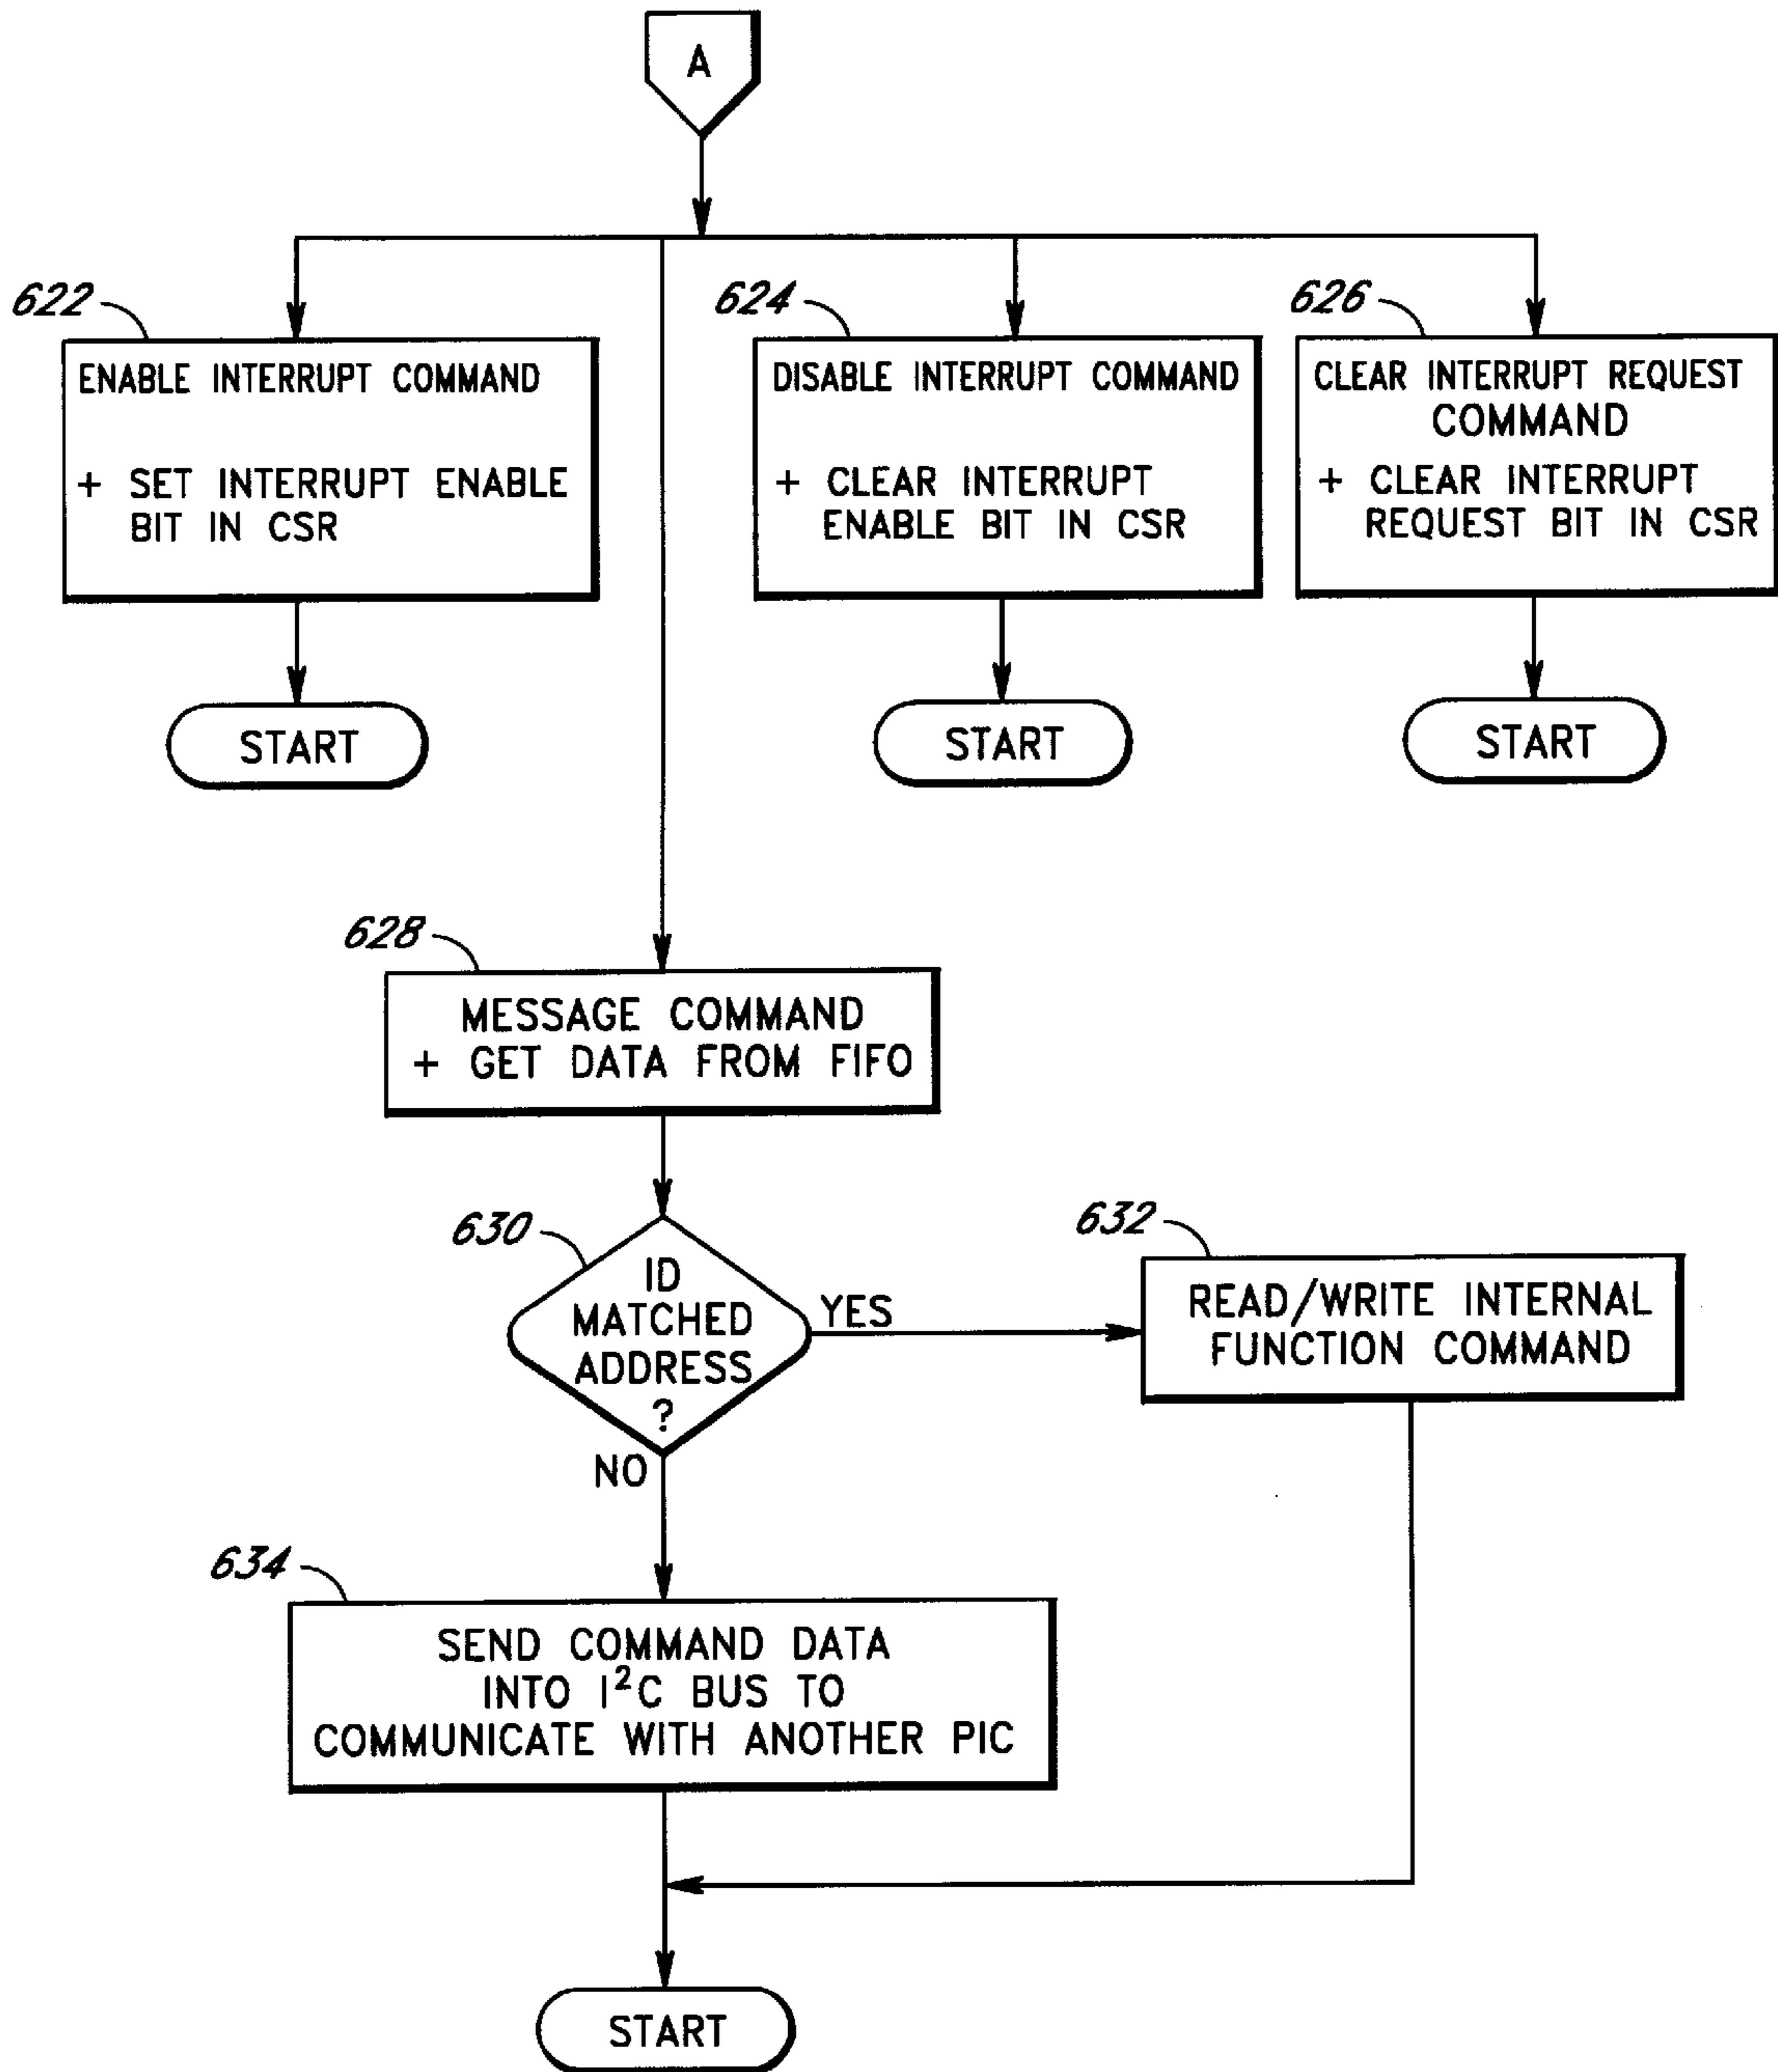 A
622
ENABLE INTERRUPT COMMAND
+ SET INTERRUPT ENABLE
BIT IN CSR
START
624
DISABLE INTERRUPT COMMAND
+ CLEAR INTERRUPT
ENABLE BIT IN CSR
START
626
CLEAR INTERRUPT REQUEST
COMMAND
+ CLEAR INTERRUPT
REQUEST BIT IN CSR
START
628
MESSAGE COMMAND
+ GET DATA FROM FIFO
630
ID
MATCHED
ADDRESS
?
YES
632
READ/WRITE INTERNAL
FUNCTION COMMAND
NO
634
SEND COMMAND DATA
INTO I²C BUS TO
COMMUNICATE WITH ANOTHER PIC
START